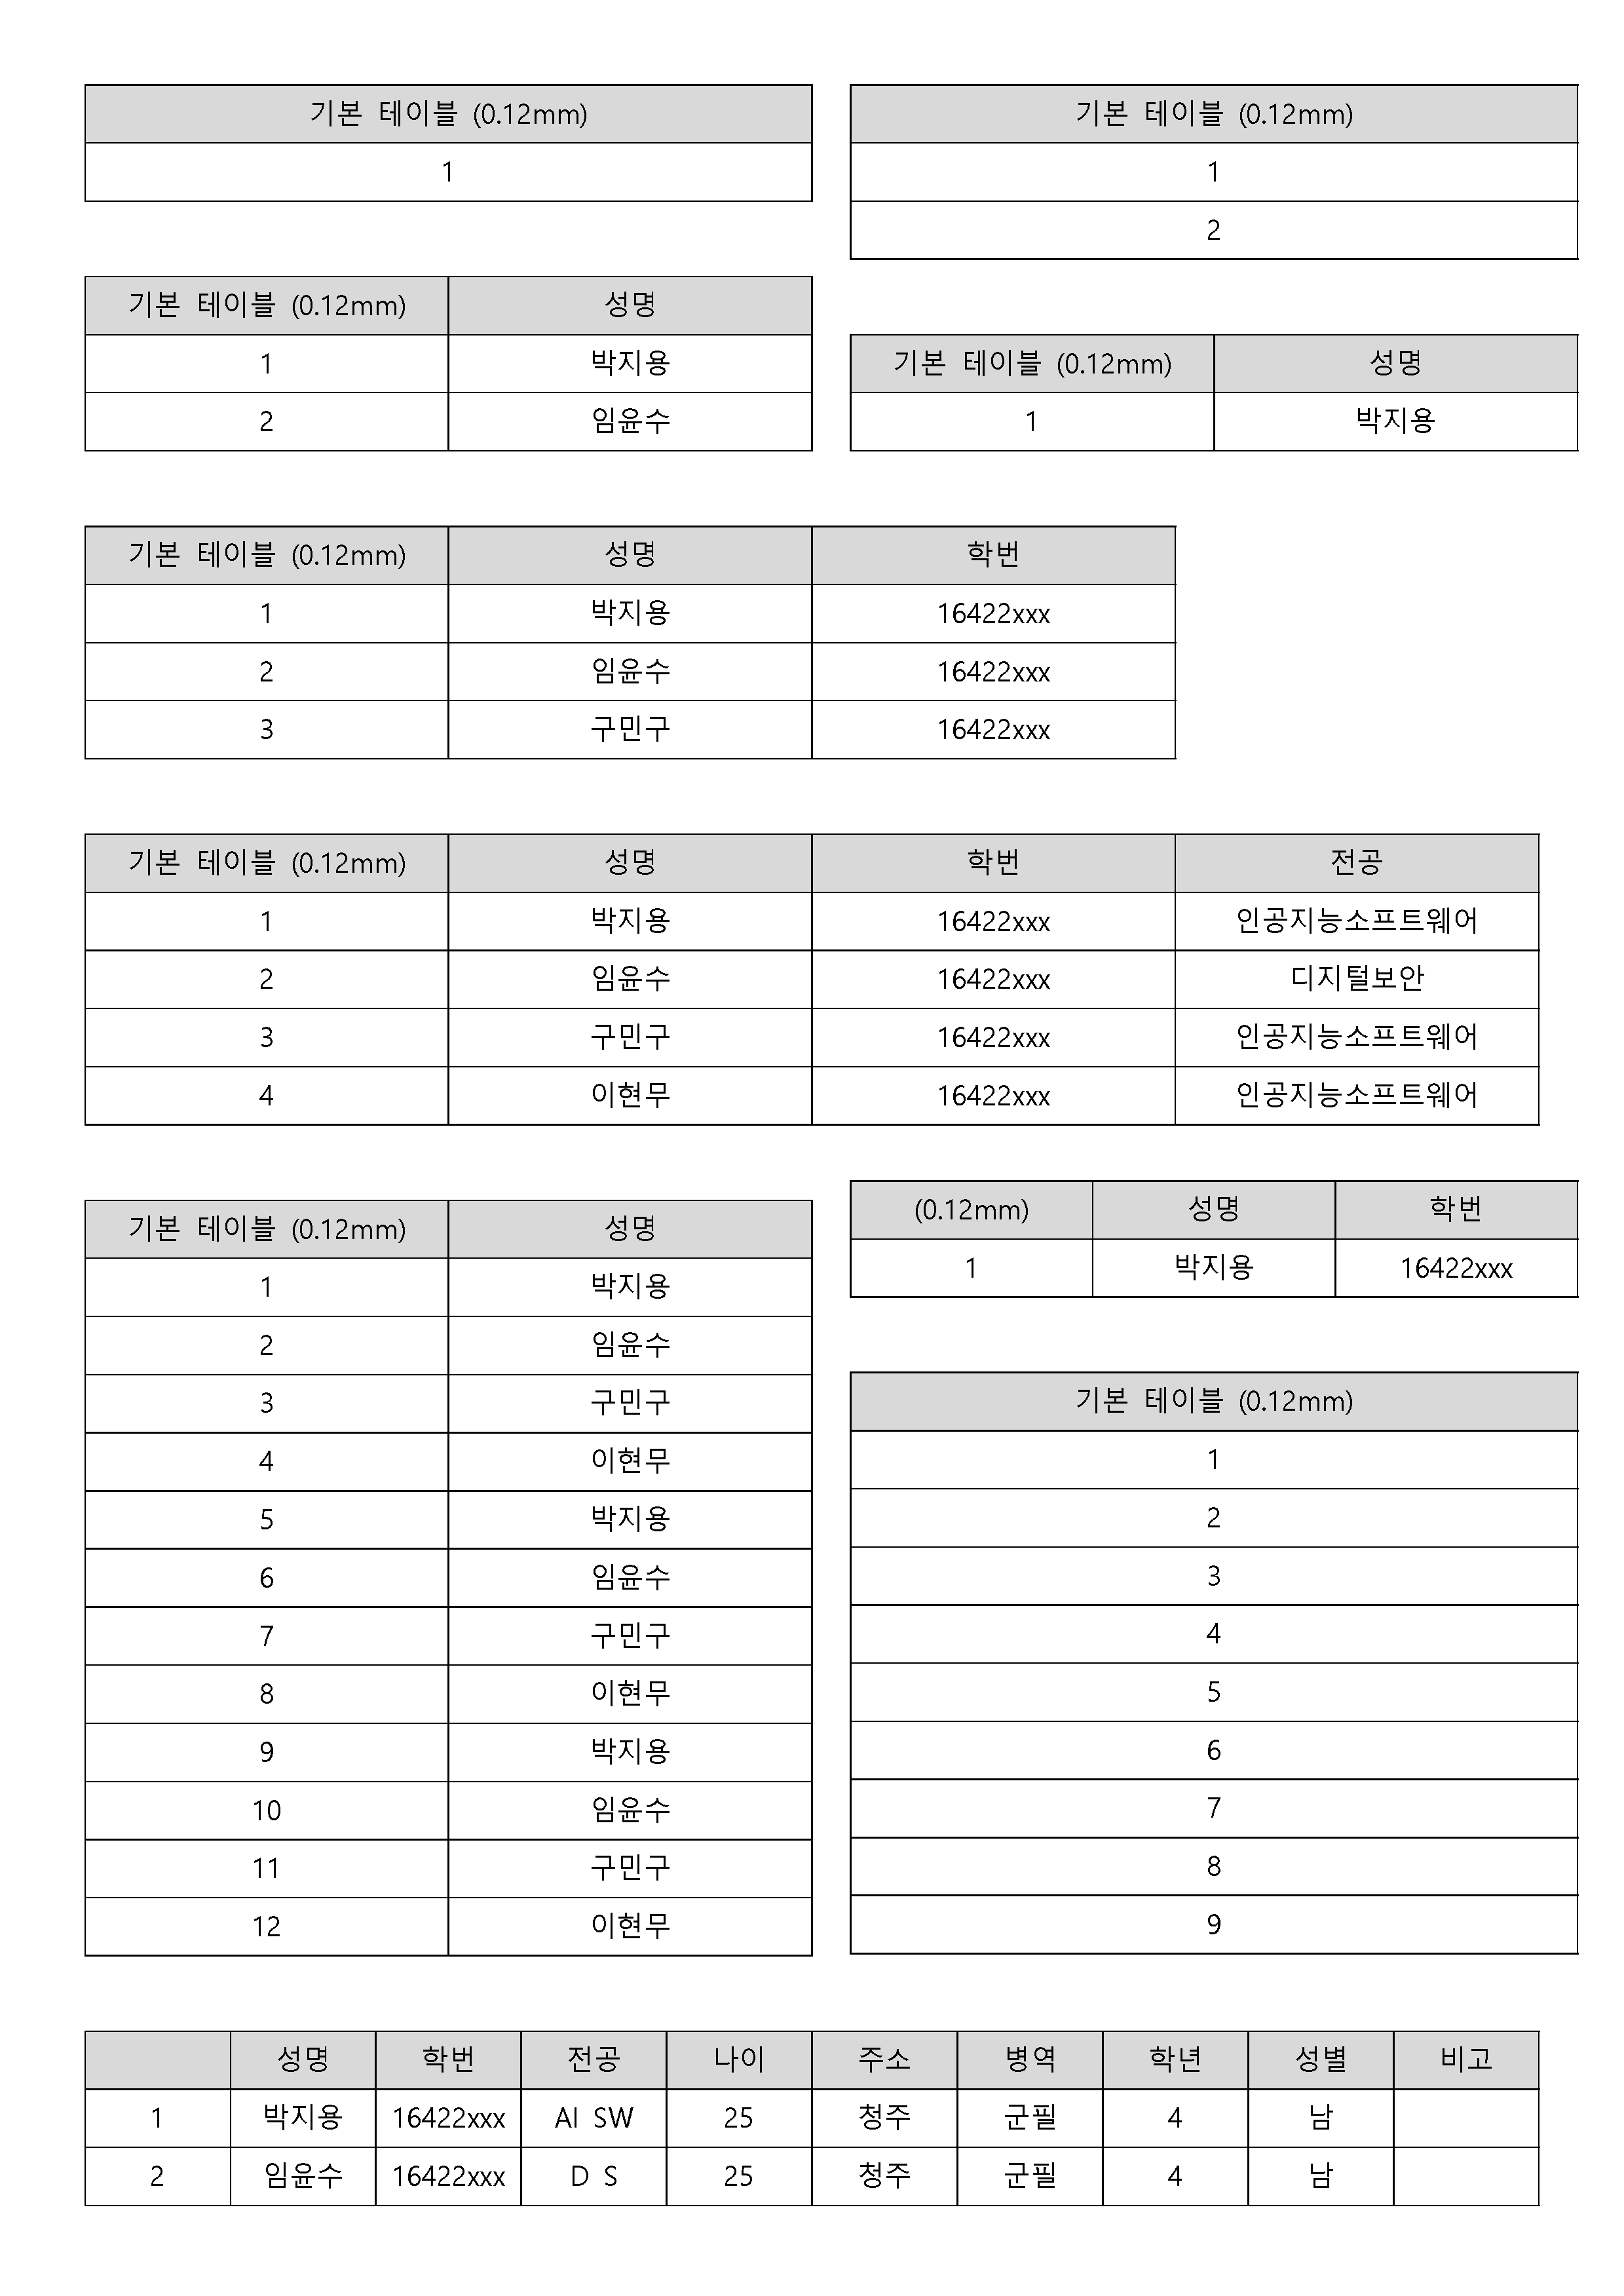 기본 테이블 (0.12mm)
1
기본 테이블 (0.12mm)
1
2
기본 테이블 (0.12mm) 성명
1 박지용
2 임윤수
기본 테이블 (0.12mm) 성명
1 박지용
기본 테이블 (0.12mm) 성명 학번
1 박지용 16422xxx
2 임윤수 16422xxx
3 구민구 16422xxx
기본 테이블 (0.12mm) 성명 학번 전공
1 박지용 16422xxx 인공지능소프트웨어
2 임윤수 16422xxx 디지털보안
3 구민구 16422xxx 인공지능소프트웨어
4 이현무 16422xxx 인공지능소프트웨어
기본 테이블 (0.12mm) 성명
1 박지용
2 임윤수
3 구민구
4 이현무
5 박지용
6 임윤수
7 구민구
8 이현무
9 박지용
10 임윤수
11 구민구
12 이현무
(0.12mm) 성명 학번
1 박지용 16422xxx
기본 테이블 (0.12mm)
1
2
3
4
5
6
7
8
9
성명 학번 전공 나이 주소 병역 학년 성별 비고
1 박지용 16422xxx AI SW 25 청주 군필 4 남
2 임윤수 16422xxx D S 25 청주 군필 4 남